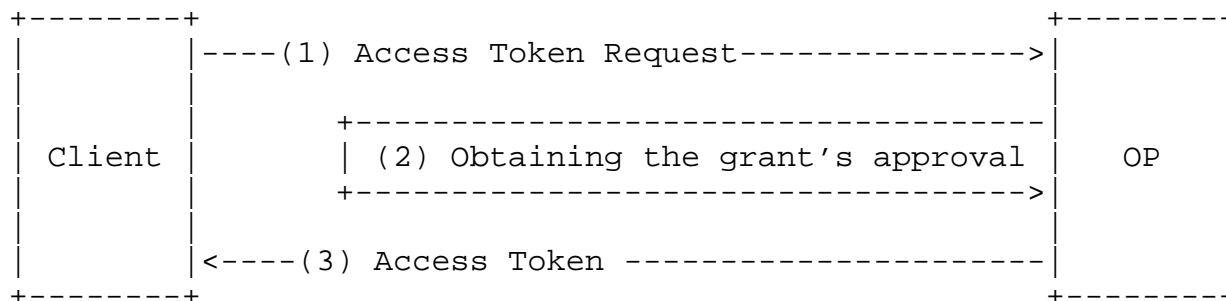 (1) Access Token Request
Client (2) Obtaining the grant's approval OP
(3) Access Token